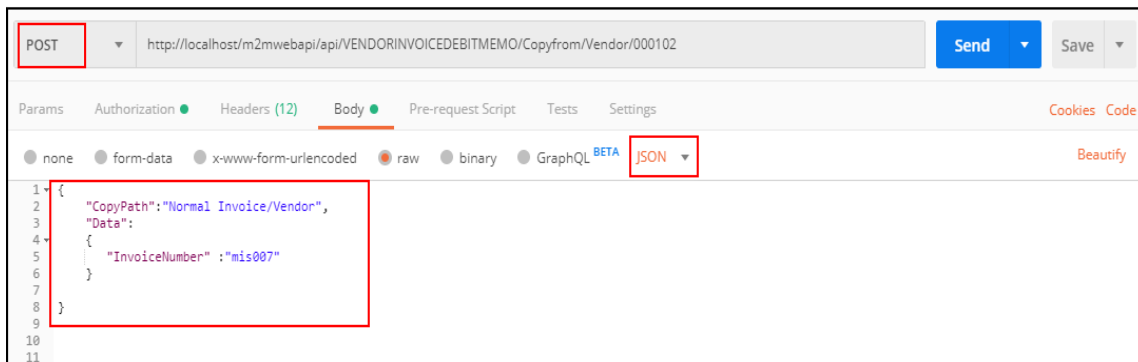 POST http://localhost/m2mwebapi/api/VENDORINVOICEDEBITMEMO/Copyfrom/Vendor/000102 Send Save
Params Authorization Headers (12) Body Pre-request Script Tests Settings Cookies Code
none form-data x-www-form-urlencoded raw binary GraphQL BETA JSON Beautify
1 {
2 "CopyPath":"Normal Invoice/Vendor",
3 "Data":
4 {
5 "InvoiceNumber" :"mis007"
6 }
7
8 }
9
10
11